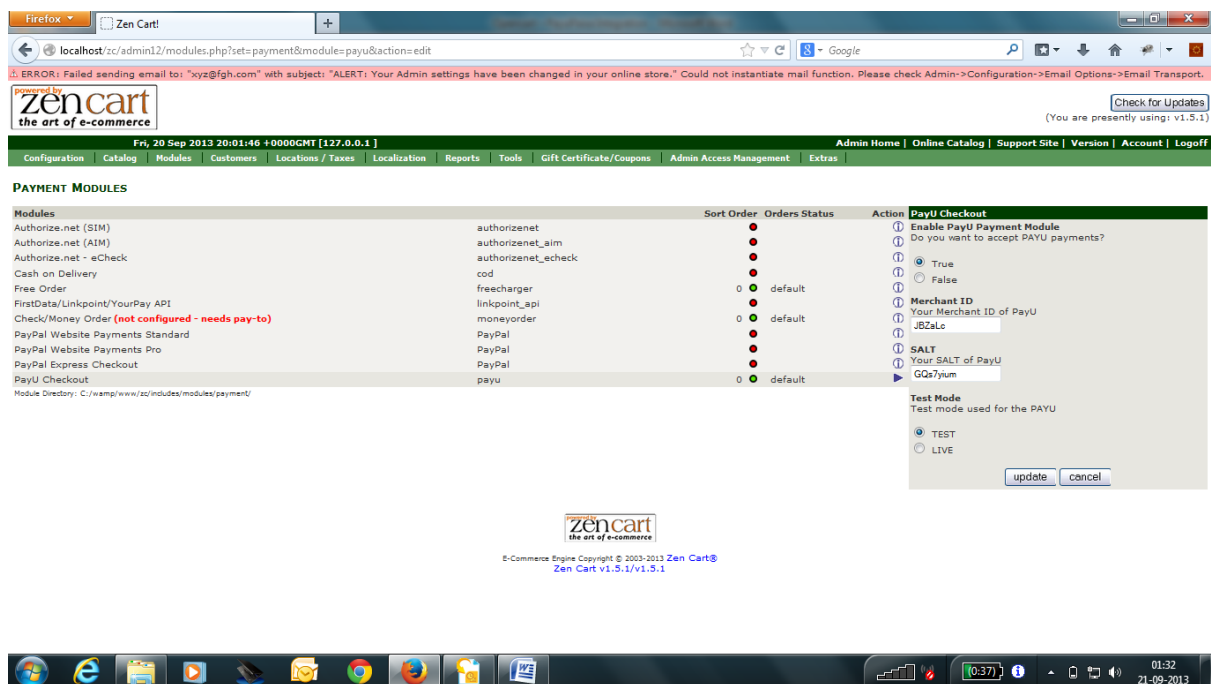 Firefox
Zen Cart!
localhost/zc/admin12/modules.php?set=payment&module=payu&action=edit
Google
ERROR: Failed sending email to: "xyz@fgh.com" with subject: "ALERT: Your Admin settings have been changed in your online store." Could not instantiate mail function. Please check Admin->Configuration->Email Options->Email Transport.
powered by
zen cart
the art of e-commerce
Check for Updates
(You are presently using: v1.5.1)
Fri, 20 Sep 2013 20:01:46 +0000GMT [127.0.0.1 ]
Admin Home | Online Catalog | Support Site | Version | Account | Logoff
Configuration Catalog Modules Customers Locations / Taxes Localization Reports Tools Gift Certificate/Coupons Admin Access Management Extras
PAYMENT MODULES
Modules Sort Order Orders Status Action
Authorize.net (SIM) authorizenet
Authorize.net (AIM) authorizenet_aim
Authorize.net - eCheck authorizenet_echeck
Cash on Delivery cod
Free Order freecharger 0 default
FirstData/Linkpoint/YourPay API linkpoint_api
Check/Money Order (not configured - needs pay-to) moneyorder 0 default
PayPal Website Payments Standard PayPal
PayPal Website Payments Pro PayPal
PayPal Express Checkout PayPal
PayU Checkout payu 0 default
Module Directory: C:/wamp/www/zc/includes/modules/payment/
PayU Checkout
Enable PayU Payment Module
Do you want to accept PAYU payments?
True
False
Merchant ID
Your Merchant ID of PayU
JBZaLc
SALT
Your SALT of PayU
GQs7yium
Test Mode
Test mode used for the PAYU
TEST
LIVE
update cancel
powered by
zen cart
the art of e-commerce
E-Commerce Engine Copyright © 2003-2013 Zen Cart®
Zen Cart v1.5.1/v1.5.1
(0:37)
01:32
21-09-2013